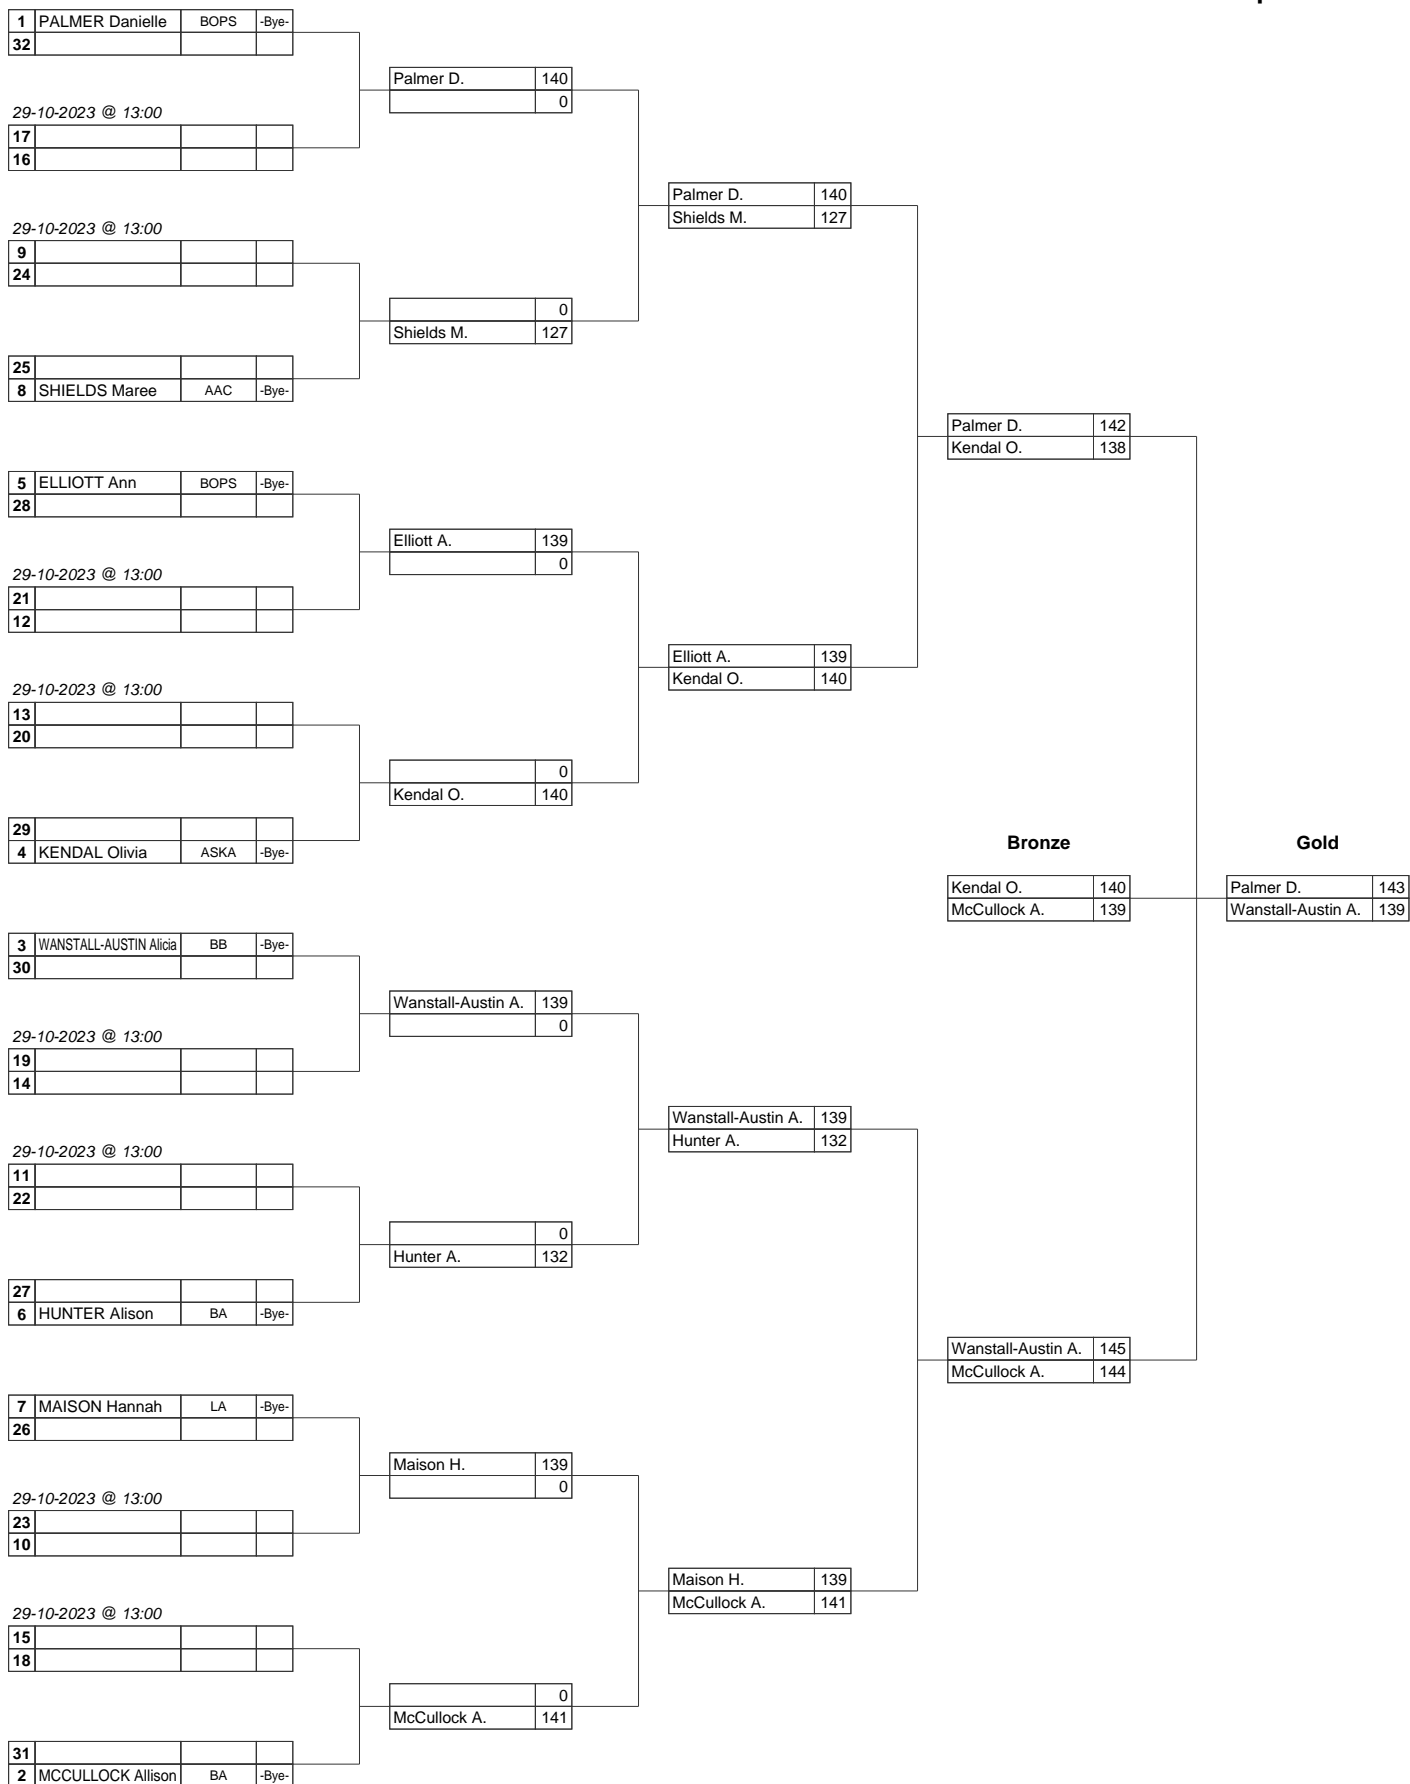 1 PALMER Danielle BOPS -Bye-
32
Palmer D. 140
0
29-10-2023 @ 13:00
17
16
Palmer D. 140
Shields M. 127
29-10-2023 @ 13:00
9
24
0
Shields M. 127
25
8 SHIELDS Maree AAC -Bye-
Palmer D. 142
Kendal O. 138
5 ELLIOTT Ann BOPS -Bye-
28
Elliott A. 139
0
29-10-2023 @ 13:00
21
12
Elliott A. 139
Kendal O. 140
29-10-2023 @ 13:00
13
20
0
Kendal O. 140
29
4 KENDAL Olivia ASKA -Bye-
Bronze Gold
Kendal O. 140 Palmer D. 143
McCullock A. 139 Wanstall-Austin A. 139
3 WANSTALL-AUSTIN Alicia BB -Bye-
30
Wanstall-Austin A. 139
0
29-10-2023 @ 13:00
19
14
Wanstall-Austin A. 139
Hunter A. 132
29-10-2023 @ 13:00
11
22
0
Hunter A. 132
27
6 HUNTER Alison BA -Bye-
Wanstall-Austin A. 145
McCullock A. 144
7 MAISON Hannah LA -Bye-
26
Maison H. 139
0
29-10-2023 @ 13:00
23
10
Maison H. 139
McCullock A. 141
29-10-2023 @ 13:00
15
18
0
McCullock A. 141
31
2 MCCULLOCK Allison BA -Bye-